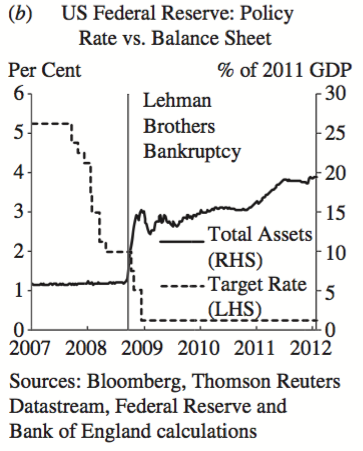 (b) US Federal Reserve: Policy
Rate vs. Balance Sheet
Per Cent % of 2011 GDP
6 30
Lehman
Brothers
Bankruptcy
5 25
4 20
3 15
Total Assets
(RHS)
2 10
Target Rate
(LHS)
1 5
0 0
2007 2008 2009 2010 2011 2012
Sources: Bloomberg, Thomson Reuters
Datastream, Federal Reserve and
Bank of England calculations